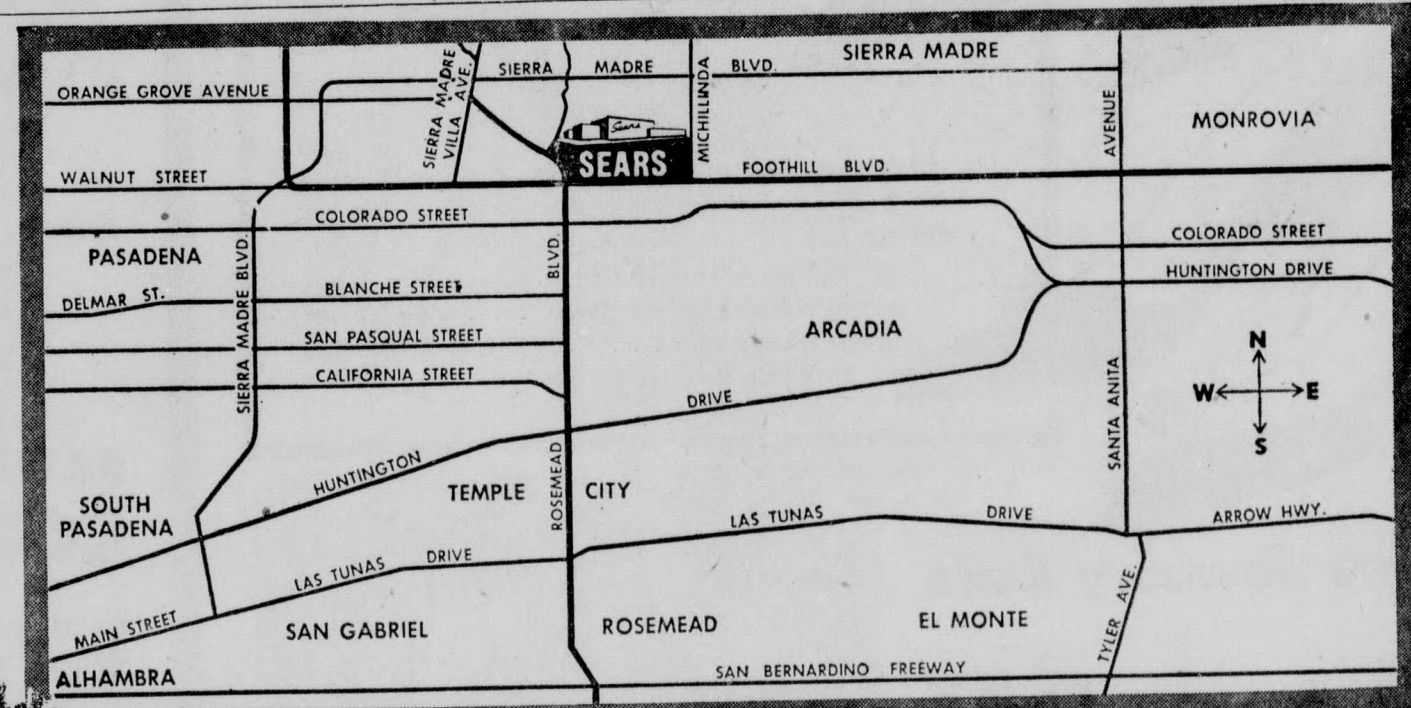 SIERRA MADRE
SIERRA MADRE BLVD.
ORANGE GROVE AVENUE
SIERRA MADRE
VILLA AVE.
MICHILLINDA
AVENUE
MONROVIA
Sears
SEARS
WALNUT STREET
FOOTHILL BLVD.
COLORADO STREET
COLORADO STREET
PASADENA
SIERRA MADRE BLVD.
BLVD.
HUNTINGTON DRIVE
DELMAR ST.
BLANCHE STREET
SAN PASQUAL STREET
ARCADIA
CALIFORNIA STREET
DRIVE
N
W E
S
SANTA ANITA
HUNTINGTON
ROSEMEAD
TEMPLE CITY
SOUTH
PASADENA
LAS TUNAS DRIVE
ARROW HWY.
LAS TUNAS DRIVE
MAIN STREET
SAN GABRIEL
ROSEMEAD
EL MONTE
TYLER AVE.
ALHAMBRA
SAN BERNARDINO FREEWAY